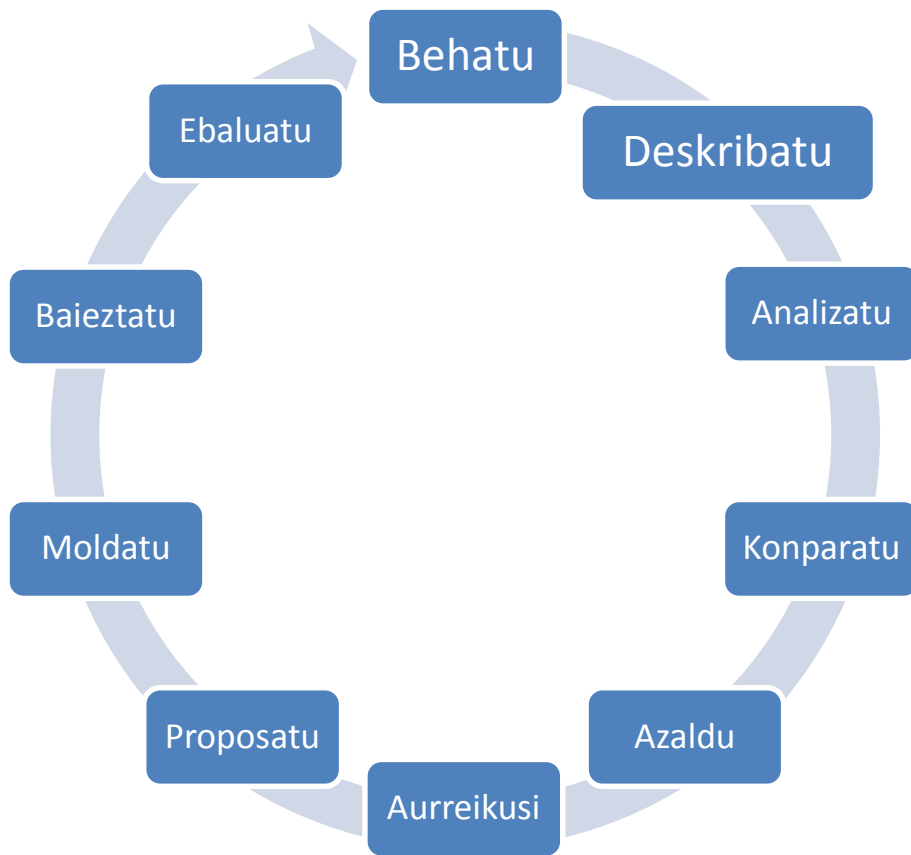 Behatu
Deskribatu
Analizatu
Konparatu
Azaldu
Aurreikusi
Proposatu
Moldatu
Baieztatu
Ebaluatu